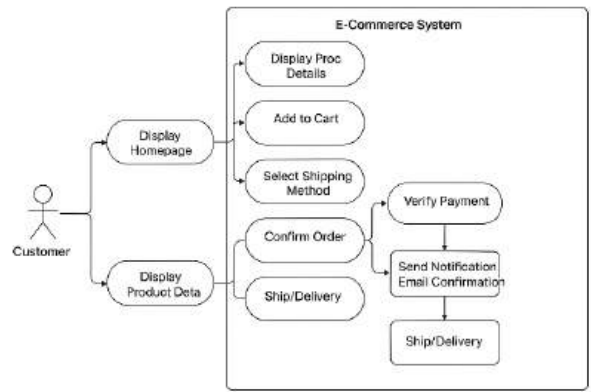 E-Commerce System
Display Proc
Details
Add to Cart
Display
Homepage
Select Shipping
Method
Verify Payment
Customer
Confirm Order
Display
Product Deta
Send Notification
Email Confirmation
Ship/Delivery
Ship/Delivery